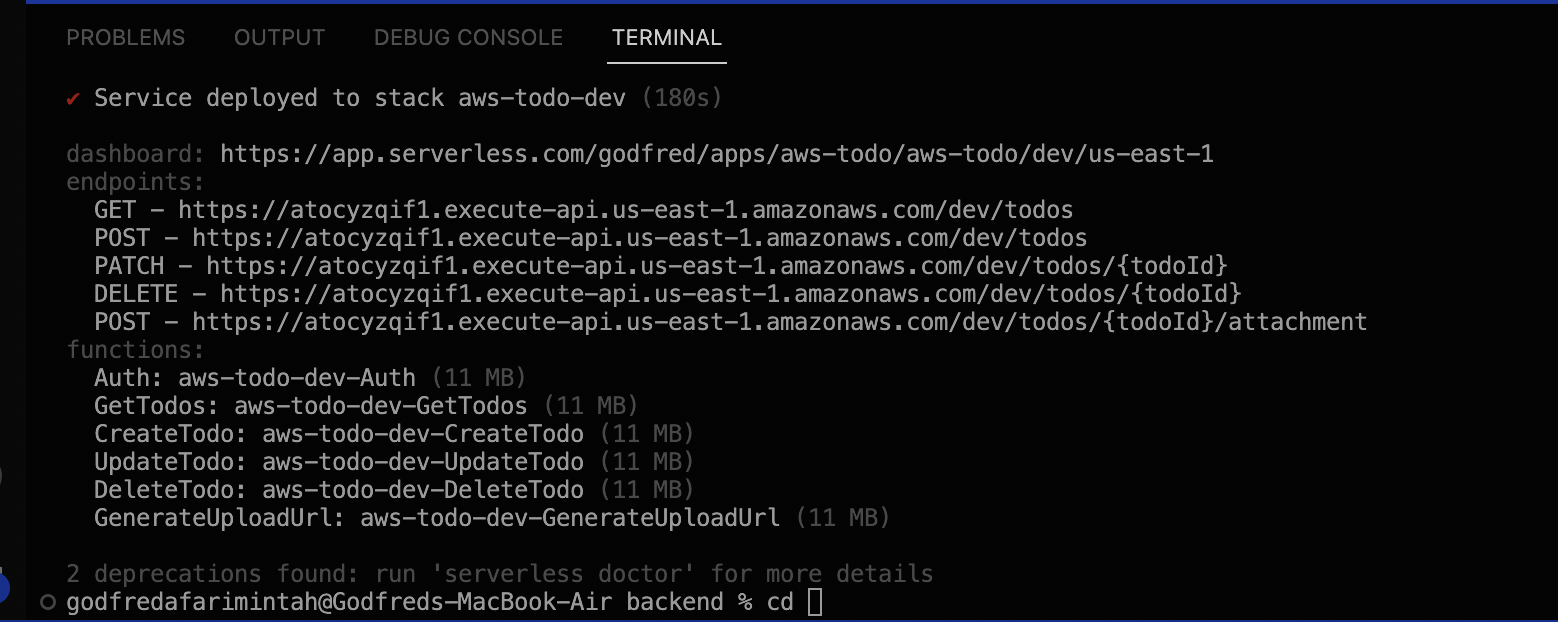 PROBLEMS OUTPUT DEBUG CONSOLE TERMINAL
✔ Service deployed to stack aws-todo-dev (180s)
dashboard: https://app.serverless.com/godfred/apps/aws-todo/aws-todo/dev/us-east-1
endpoints:
GET - https://atocyzqif1.execute-api.us-east-1.amazonaws.com/dev/todos
POST - https://atocyzqif1.execute-api.us-east-1.amazonaws.com/dev/todos
PATCH - https://atocyzqif1.execute-api.us-east-1.amazonaws.com/dev/todos/{todoId}
DELETE - https://atocyzqif1.execute-api.us-east-1.amazonaws.com/dev/todos/{todoId}
POST - https://atocyzqif1.execute-api.us-east-1.amazonaws.com/dev/todos/{todoId}/attachment
functions:
Auth: aws-todo-dev-Auth (11 MB)
GetTodos: aws-todo-dev-GetTodos (11 MB)
CreateTodo: aws-todo-dev-CreateTodo (11 MB)
UpdateTodo: aws-todo-dev-UpdateTodo (11 MB)
DeleteTodo: aws-todo-dev-DeleteTodo (11 MB)
GenerateUploadUrl: aws-todo-dev-GenerateUploadUrl (11 MB)
2 deprecations found: run 'serverless doctor' for more details
godfredafarimintah@Godfreds-MacBook-Air backend % cd